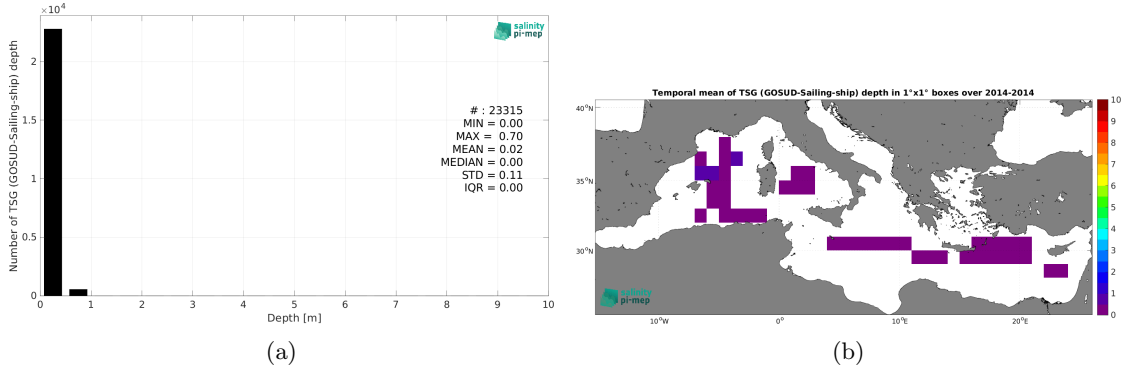 ×10⁴
2
1.5
1
0.5
0
Number of TSG (GOSUD-Sailing-ship) depth
salinity
pi-mep
# : 23315
MIN = 0.00
MAX = 0.70
MEAN = 0.02
MEDIAN = 0.00
STD = 0.11
IQR = 0.00
0 1 2 3 4 5 6 7 8 9 10
Depth [m]
(a)
Temporal mean of TSG (GOSUD-Sailing-ship) depth in 1°x1° boxes over 2014-2014
40°N
35°N
30°N
salinity
pi-mep
10°W 0° 10°E 20°E
10
9
8
7
6
5
4
3
2
1
0
(b)